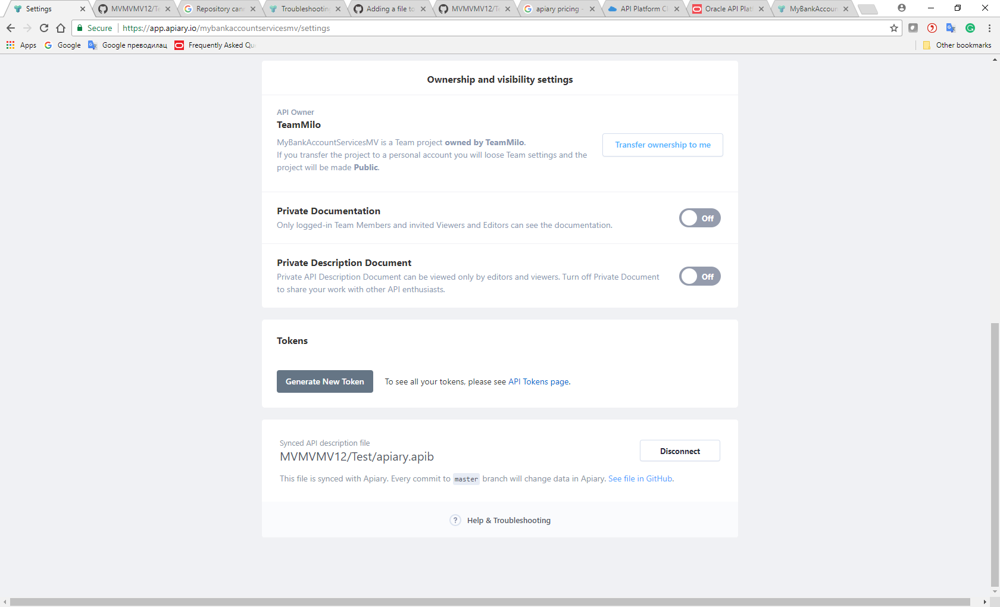 Settings
MVMVMV12/Te
Repository can
Troubleshootin
Adding a file to
MVMVMV12/T
apiary pricing -
API Platform Cl
Oracle API Plat
MyBankAccoun
Secure
https://app.apiary.io/mybankaccountservicesmv/settings
Apps
Google
Google преводилац
Frequently Asked Qu
Other bookmarks
Ownership and visibility settings
API Owner
TeamMilo
MyBankAccountServicesMV is a Team project owned by TeamMilo.
If you transfer the project to a personal account you will loose Team settings and the
project will be made Public.
Transfer ownership to me
Private Documentation
Only logged-in Team Members and invited Viewers and Editors can see the documentation.
Off
Private Description Document
Private API Description Document can be viewed only by editors and viewers. Turn off Private Document
to share your work with other API enthusiasts.
Off
Tokens
Generate New Token
To see all your tokens, please see API Tokens page.
Synced API description file
MVMVMV12/Test/apiary.apib
Disconnect
This file is synced with Apiary. Every commit to master branch will change data in Apiary. See file in GitHub.
? Help & Troubleshooting